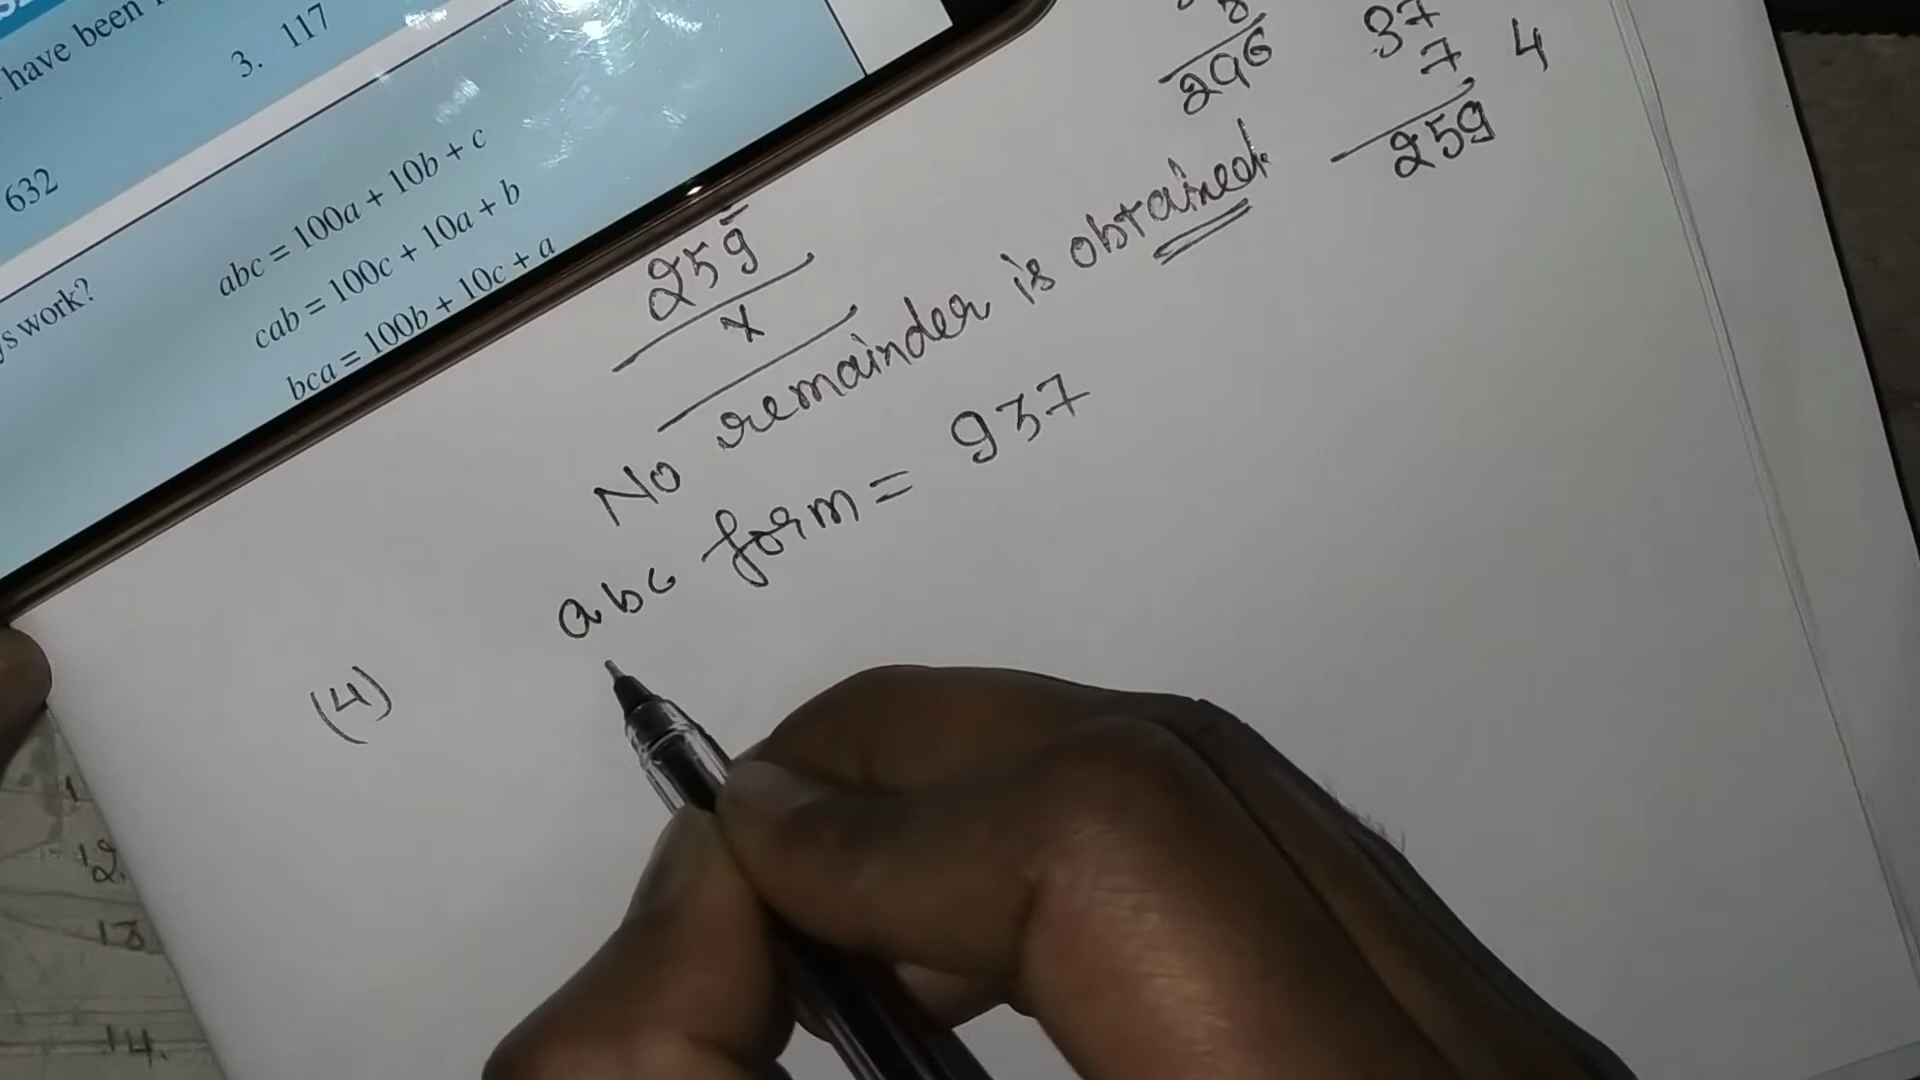 have been
3. 117
632
s work?
abc = 100a + 10b + c
cab = 100c + 10a + b
bca = 100b + 10c + a
296
37
7
4
259
259
x
No remainder is obtained.
(4)
abc form = 937
12.
13
14.